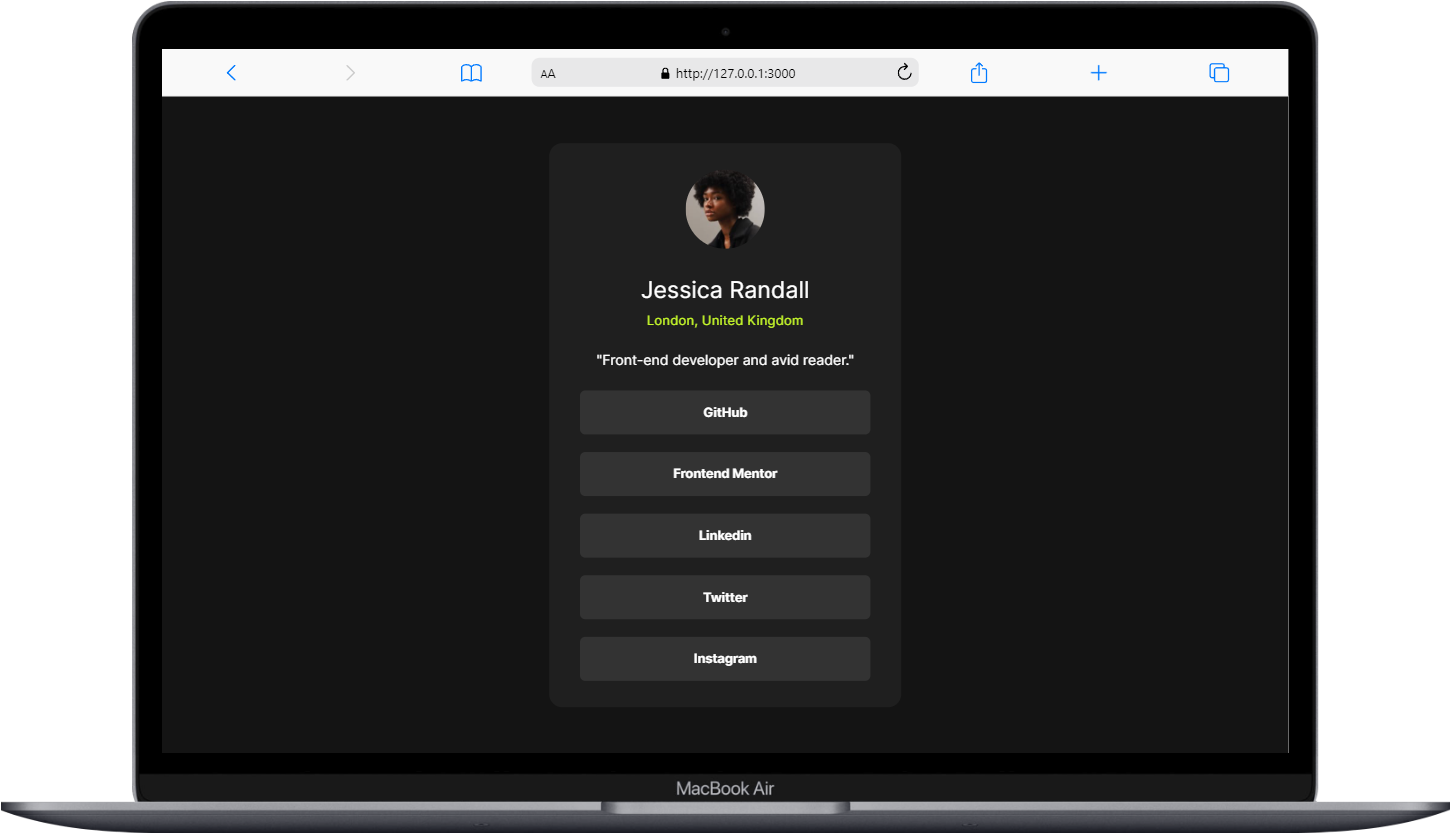 AA
http://127.0.0.1:3000
Jessica Randall
London, United Kingdom
"Front-end developer and avid reader."
GitHub
Frontend Mentor
Linkedin
Twitter
Instagram
MacBook Air